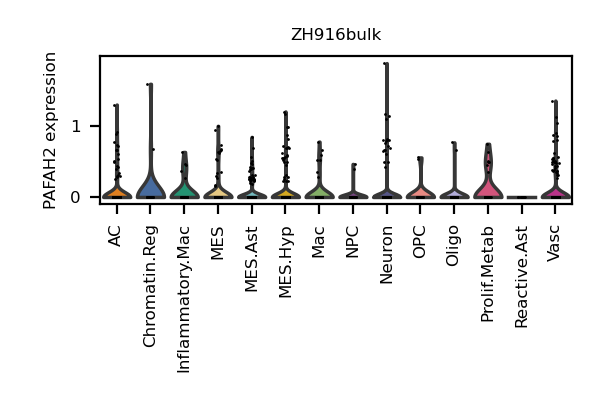 ZH916bulk
PAFAH2 expression
1
0
AC
Chromatin.Reg
Inflammatory.Mac
MES
MES.Ast
MES.Hyp
Mac
NPC
Neuron
OPC
Oligo
Prolif.Metab
Reactive.Ast
Vasc